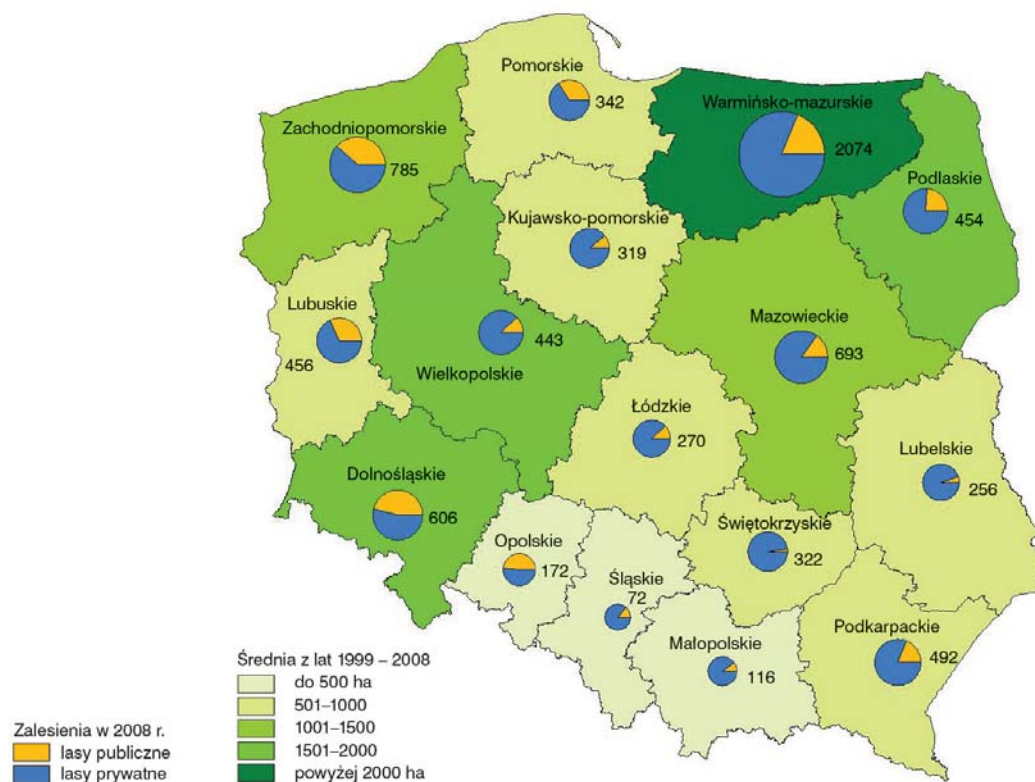 Pomorskie
342
Warmińsko-mazurskie
2074
Zachodniopomorskie
785
Podlaskie
454
Kujawsko-pomorskie
319
Lubuskie
456
Mazowieckie
693
443
Wielkopolskie
Łódzkie
270
Lubelskie
256
Dolnośląskie
606
Świętokrzyskie
322
Opolskie
172
Śląskie
72
Małopolskie
116
Podkarpackie
492
Średnia z lat 1999 – 2008
do 500 ha
501–1000
1001–1500
1501–2000
powyżej 2000 ha
Zalesienia w 2008 r.
lasy publiczne
lasy prywatne